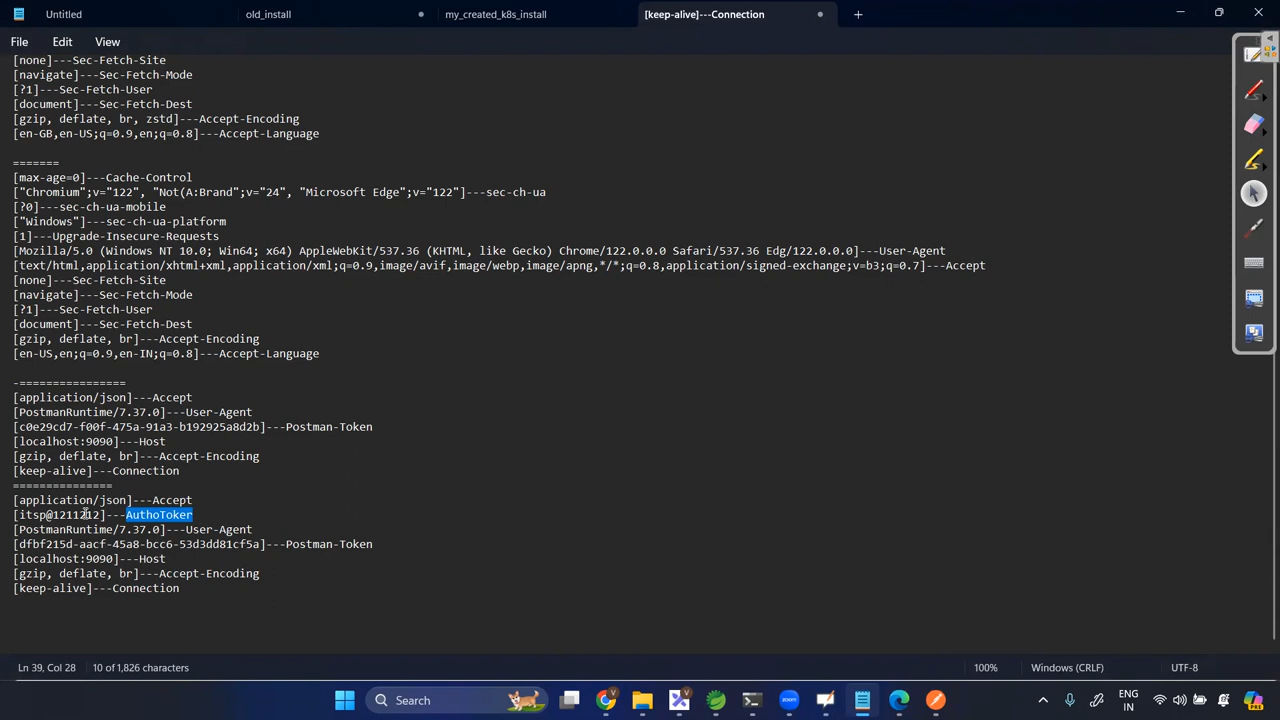 Untitled
old_install
my_created_k8s_install
[keep-alive]---Connection
File
Edit
View
[none]---Sec-Fetch-Site
[navigate]---Sec-Fetch-Mode
[?1]---Sec-Fetch-User
[document]---Sec-Fetch-Dest
[gzip, deflate, br, zstd]---Accept-Encoding
[en-GB,en-US;q=0.9,en;q=0.8]---Accept-Language
=======
[max-age=0]---Cache-Control
["Chromium";v="122", "Not(A:Brand";v="24", "Microsoft Edge";v="122"]---sec-ch-ua
[?0]---sec-ch-ua-mobile
["Windows"]---sec-ch-ua-platform
[1]---Upgrade-Insecure-Requests
[Mozilla/5.0 (Windows NT 10.0; Win64; x64) AppleWebKit/537.36 (KHTML, like Gecko) Chrome/122.0.0.0 Safari/537.36 Edg/122.0.0.0]---User-Agent
[text/html,application/xhtml+xml,application/xml;q=0.9,image/avif,image/webp,image/apng,*/*;q=0.8,application/signed-exchange;v=b3;q=0.7]---Accept
[none]---Sec-Fetch-Site
[navigate]---Sec-Fetch-Mode
[?1]---Sec-Fetch-User
[document]---Sec-Fetch-Dest
[gzip, deflate, br]---Accept-Encoding
[en-US,en;q=0.9,en-IN;q=0.8]---Accept-Language
-================
[application/json]---Accept
[PostmanRuntime/7.37.0]---User-Agent
[c0e29cd7-f00f-475a-91a3-b192925a8d2b]---Postman-Token
[localhost:9090]---Host
[gzip, deflate, br]---Accept-Encoding
[keep-alive]---Connection
===============
[application/json]---Accept
[itsp@1211212]---AuthoToker
[PostmanRuntime/7.37.0]---User-Agent
[dfbf215d-aacf-45a8-bcc6-53d3dd81cf5a]---Postman-Token
[localhost:9090]---Host
[gzip, deflate, br]---Accept-Encoding
[keep-alive]---Connection
Ln 39, Col 28
10 of 1,826 characters
100%
Windows (CRLF)
UTF-8
Search
ENG
IN